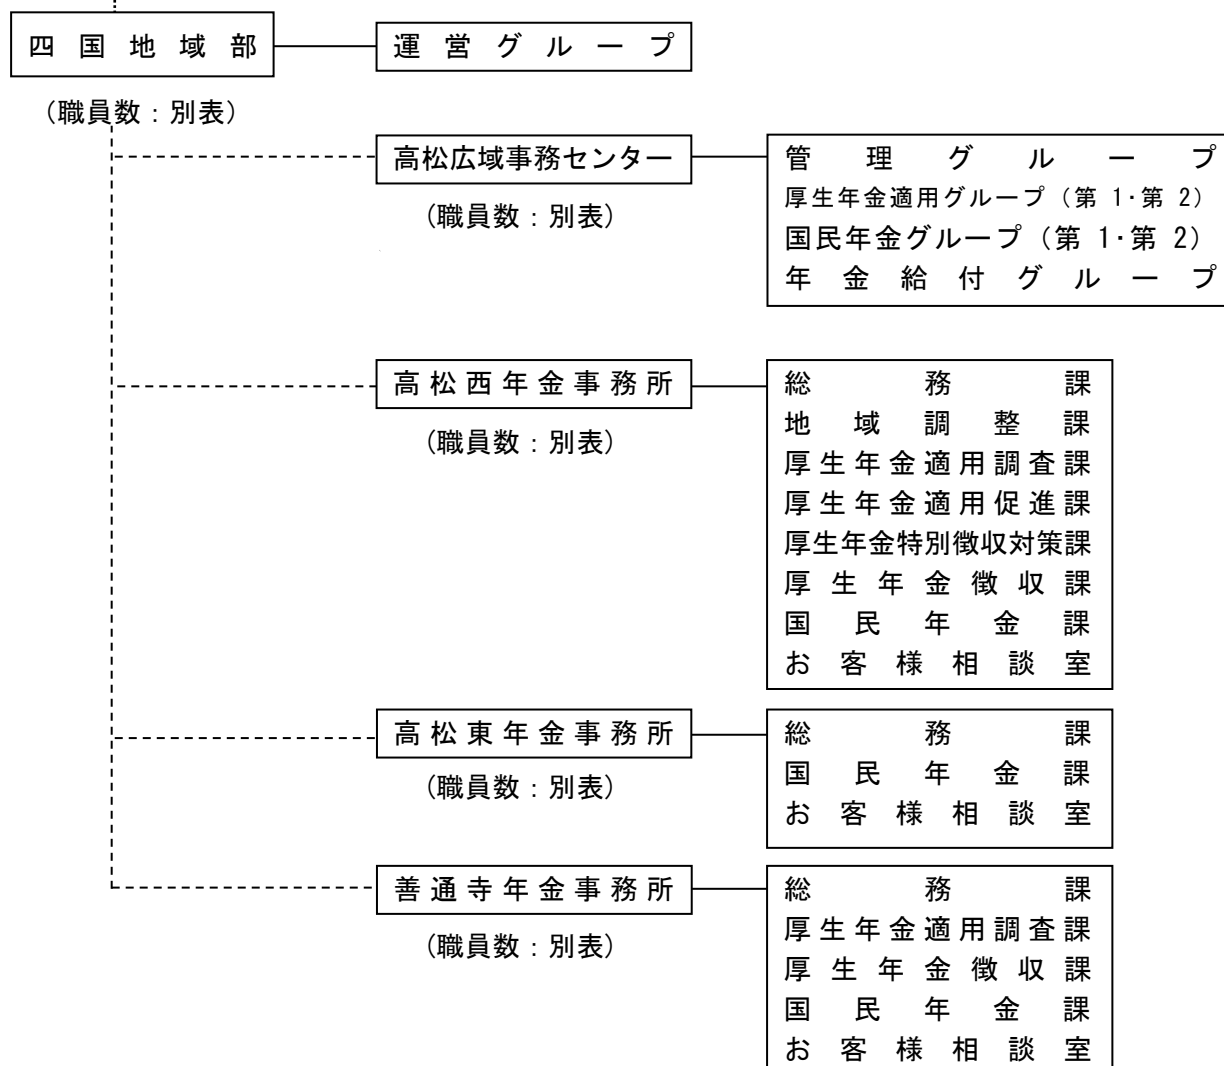 四国地域部
運営グループ
（職員数：別表）
高松広域事務センター
（職員数：別表）
管理グループ
厚生年金適用グループ（第 1・第 2）
国民年金グループ（第 1・第 2）
年金給付グループ
高松西年金事務所
（職員数：別表）
総務課
地域調整課
厚生年金適用調査課
厚生年金適用促進課
厚生年金特別徴収対策課
厚生年金徴収課
国民年金課
お客様相談室
高松東年金事務所
（職員数：別表）
総務課
国民年金課
お客様相談室
善通寺年金事務所
（職員数：別表）
総務課
厚生年金適用調査課
厚生年金徴収課
国民年金課
お客様相談室